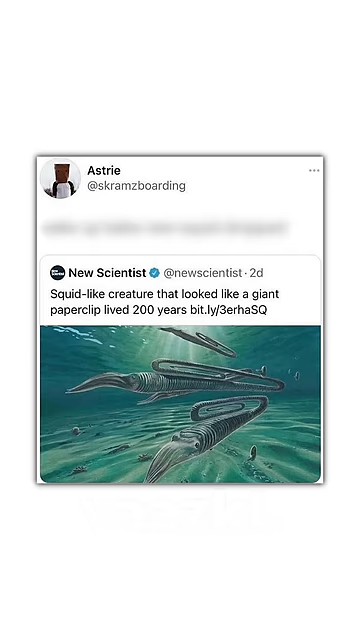 Astrie
@skramzboarding
New Scientist @newscientist · 2d
Squid-like creature that looked like a giant
paperclip lived 200 years bit.ly/3erhaSQ